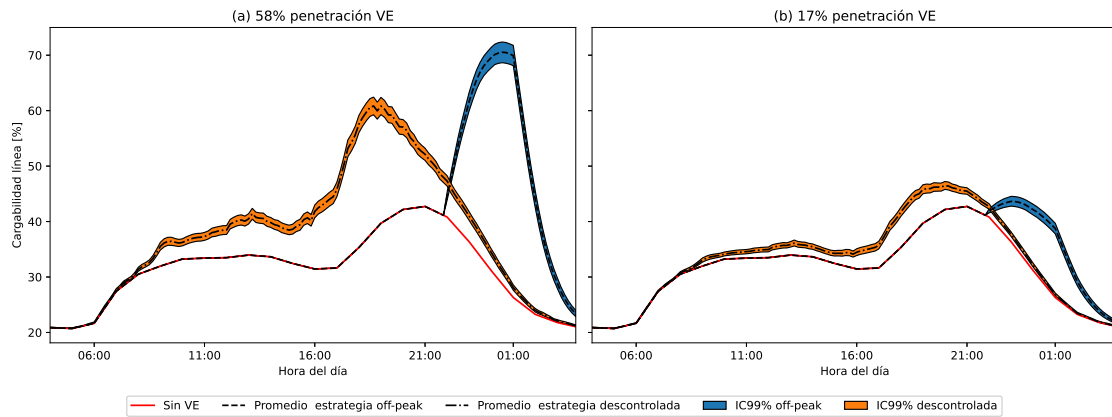 (a) 58% penetración VE
(b) 17% penetración VE
Cargabilidad línea [%]
70
60
50
40
30
20
06:00 11:00 16:00 21:00 01:00
06:00 11:00 16:00 21:00 01:00
Hora del día
Hora del día
Sin VE
Promedio estrategia off-peak
Promedio estrategia descontrolada
IC99% off-peak
IC99% descontrolada